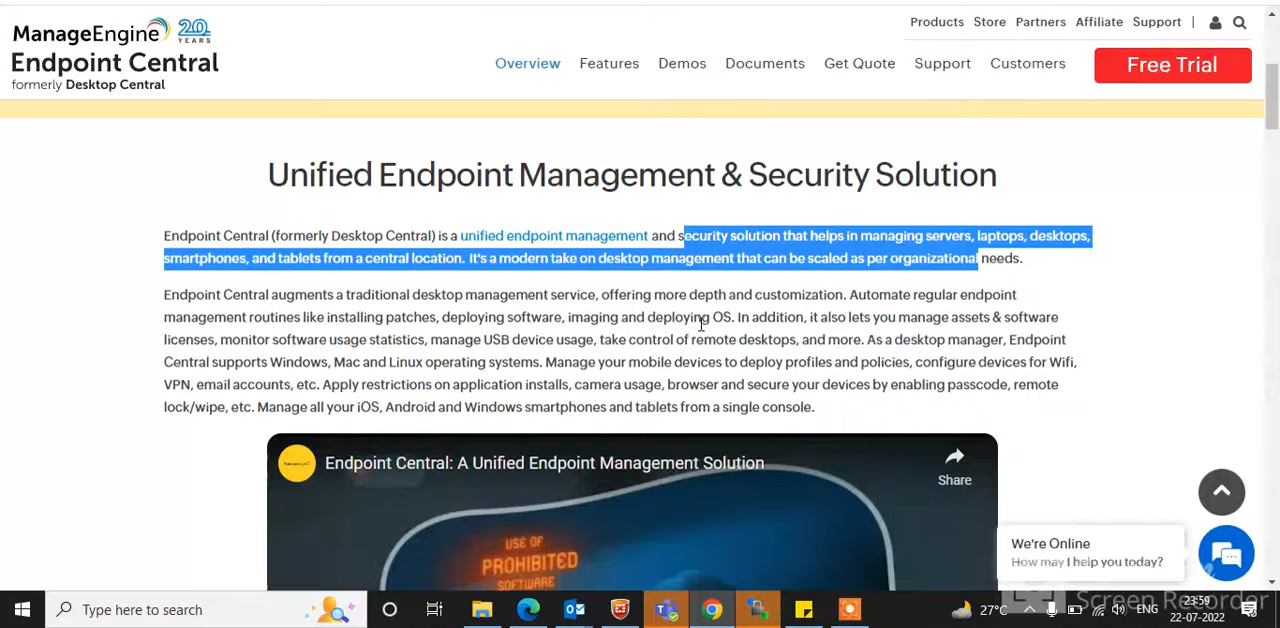 Products Store Partners Affiliate Support |
ManageEngine 20 YEARS
Endpoint Central
formerly Desktop Central
Overview Features Demos Documents Get Quote Support Customers Free Trial
Unified Endpoint Management & Security Solution
Endpoint Central (formerly Desktop Central) is a unified endpoint management and security solution that helps in managing servers, laptops, desktops,
smartphones, and tablets from a central location. It's a modern take on desktop management that can be scaled as per organizational needs.
Endpoint Central augments a traditional desktop management service, offering more depth and customization. Automate regular endpoint
management routines like installing patches, deploying software, imaging and deploying OS. In addition, it also lets you manage assets & software
licenses, monitor software usage statistics, manage USB device usage, take control of remote desktops, and more. As a desktop manager, Endpoint
Central supports Windows, Mac and Linux operating systems. Manage your mobile devices to deploy profiles and policies, configure devices for Wifi,
VPN, email accounts, etc. Apply restrictions on application installs, camera usage, browser and secure your devices by enabling passcode, remote
lock/wipe, etc. Manage all your iOS, Android and Windows smartphones and tablets from a single console.
Endpoint Central: A Unified Endpoint Management Solution
Share
USE OF
PROHIBITED
SOFTWARE
We're Online
How may I help you today?
Type here to search
27°C
ENG
23:59
22-07-2022
Screen Recorder